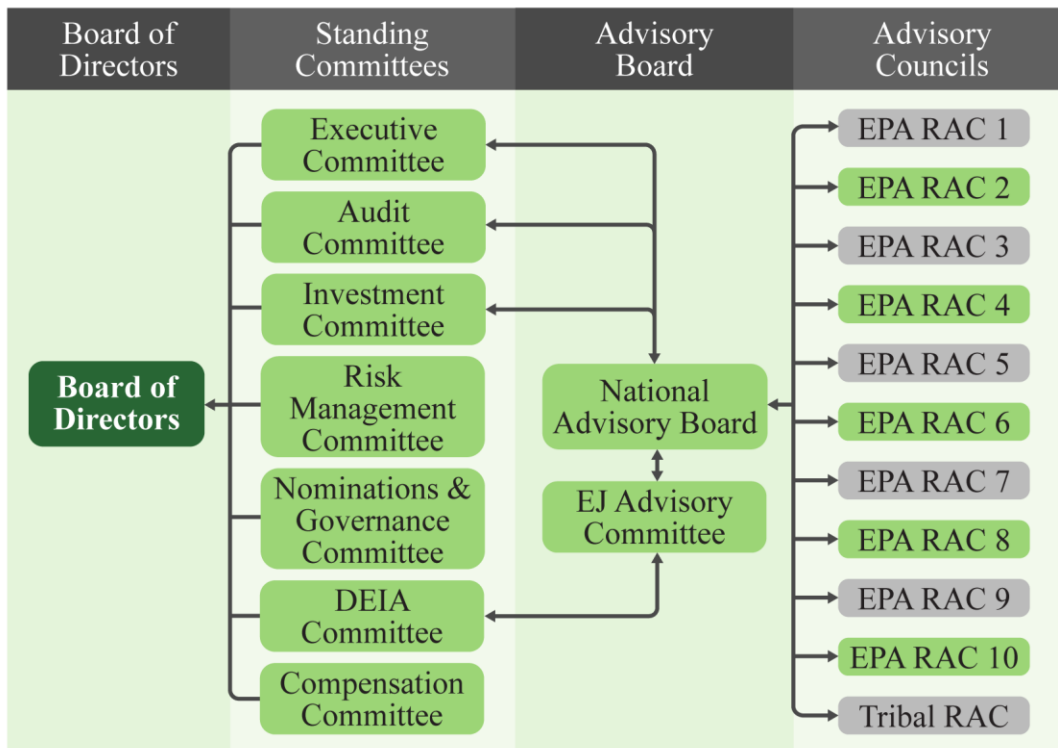 Board of
Directors
Standing
Committees
Advisory
Board
Advisory
Councils
Board of
Directors
Executive
Committee
Audit
Committee
Investment
Committee
Risk
Management
Committee
Nominations &
Governance
Committee
DEIA
Committee
Compensation
Committee
National
Advisory Board
EJ Advisory
Committee
EPA RAC 1
EPA RAC 2
EPA RAC 3
EPA RAC 4
EPA RAC 5
EPA RAC 6
EPA RAC 7
EPA RAC 8
EPA RAC 9
EPA RAC 10
Tribal RAC